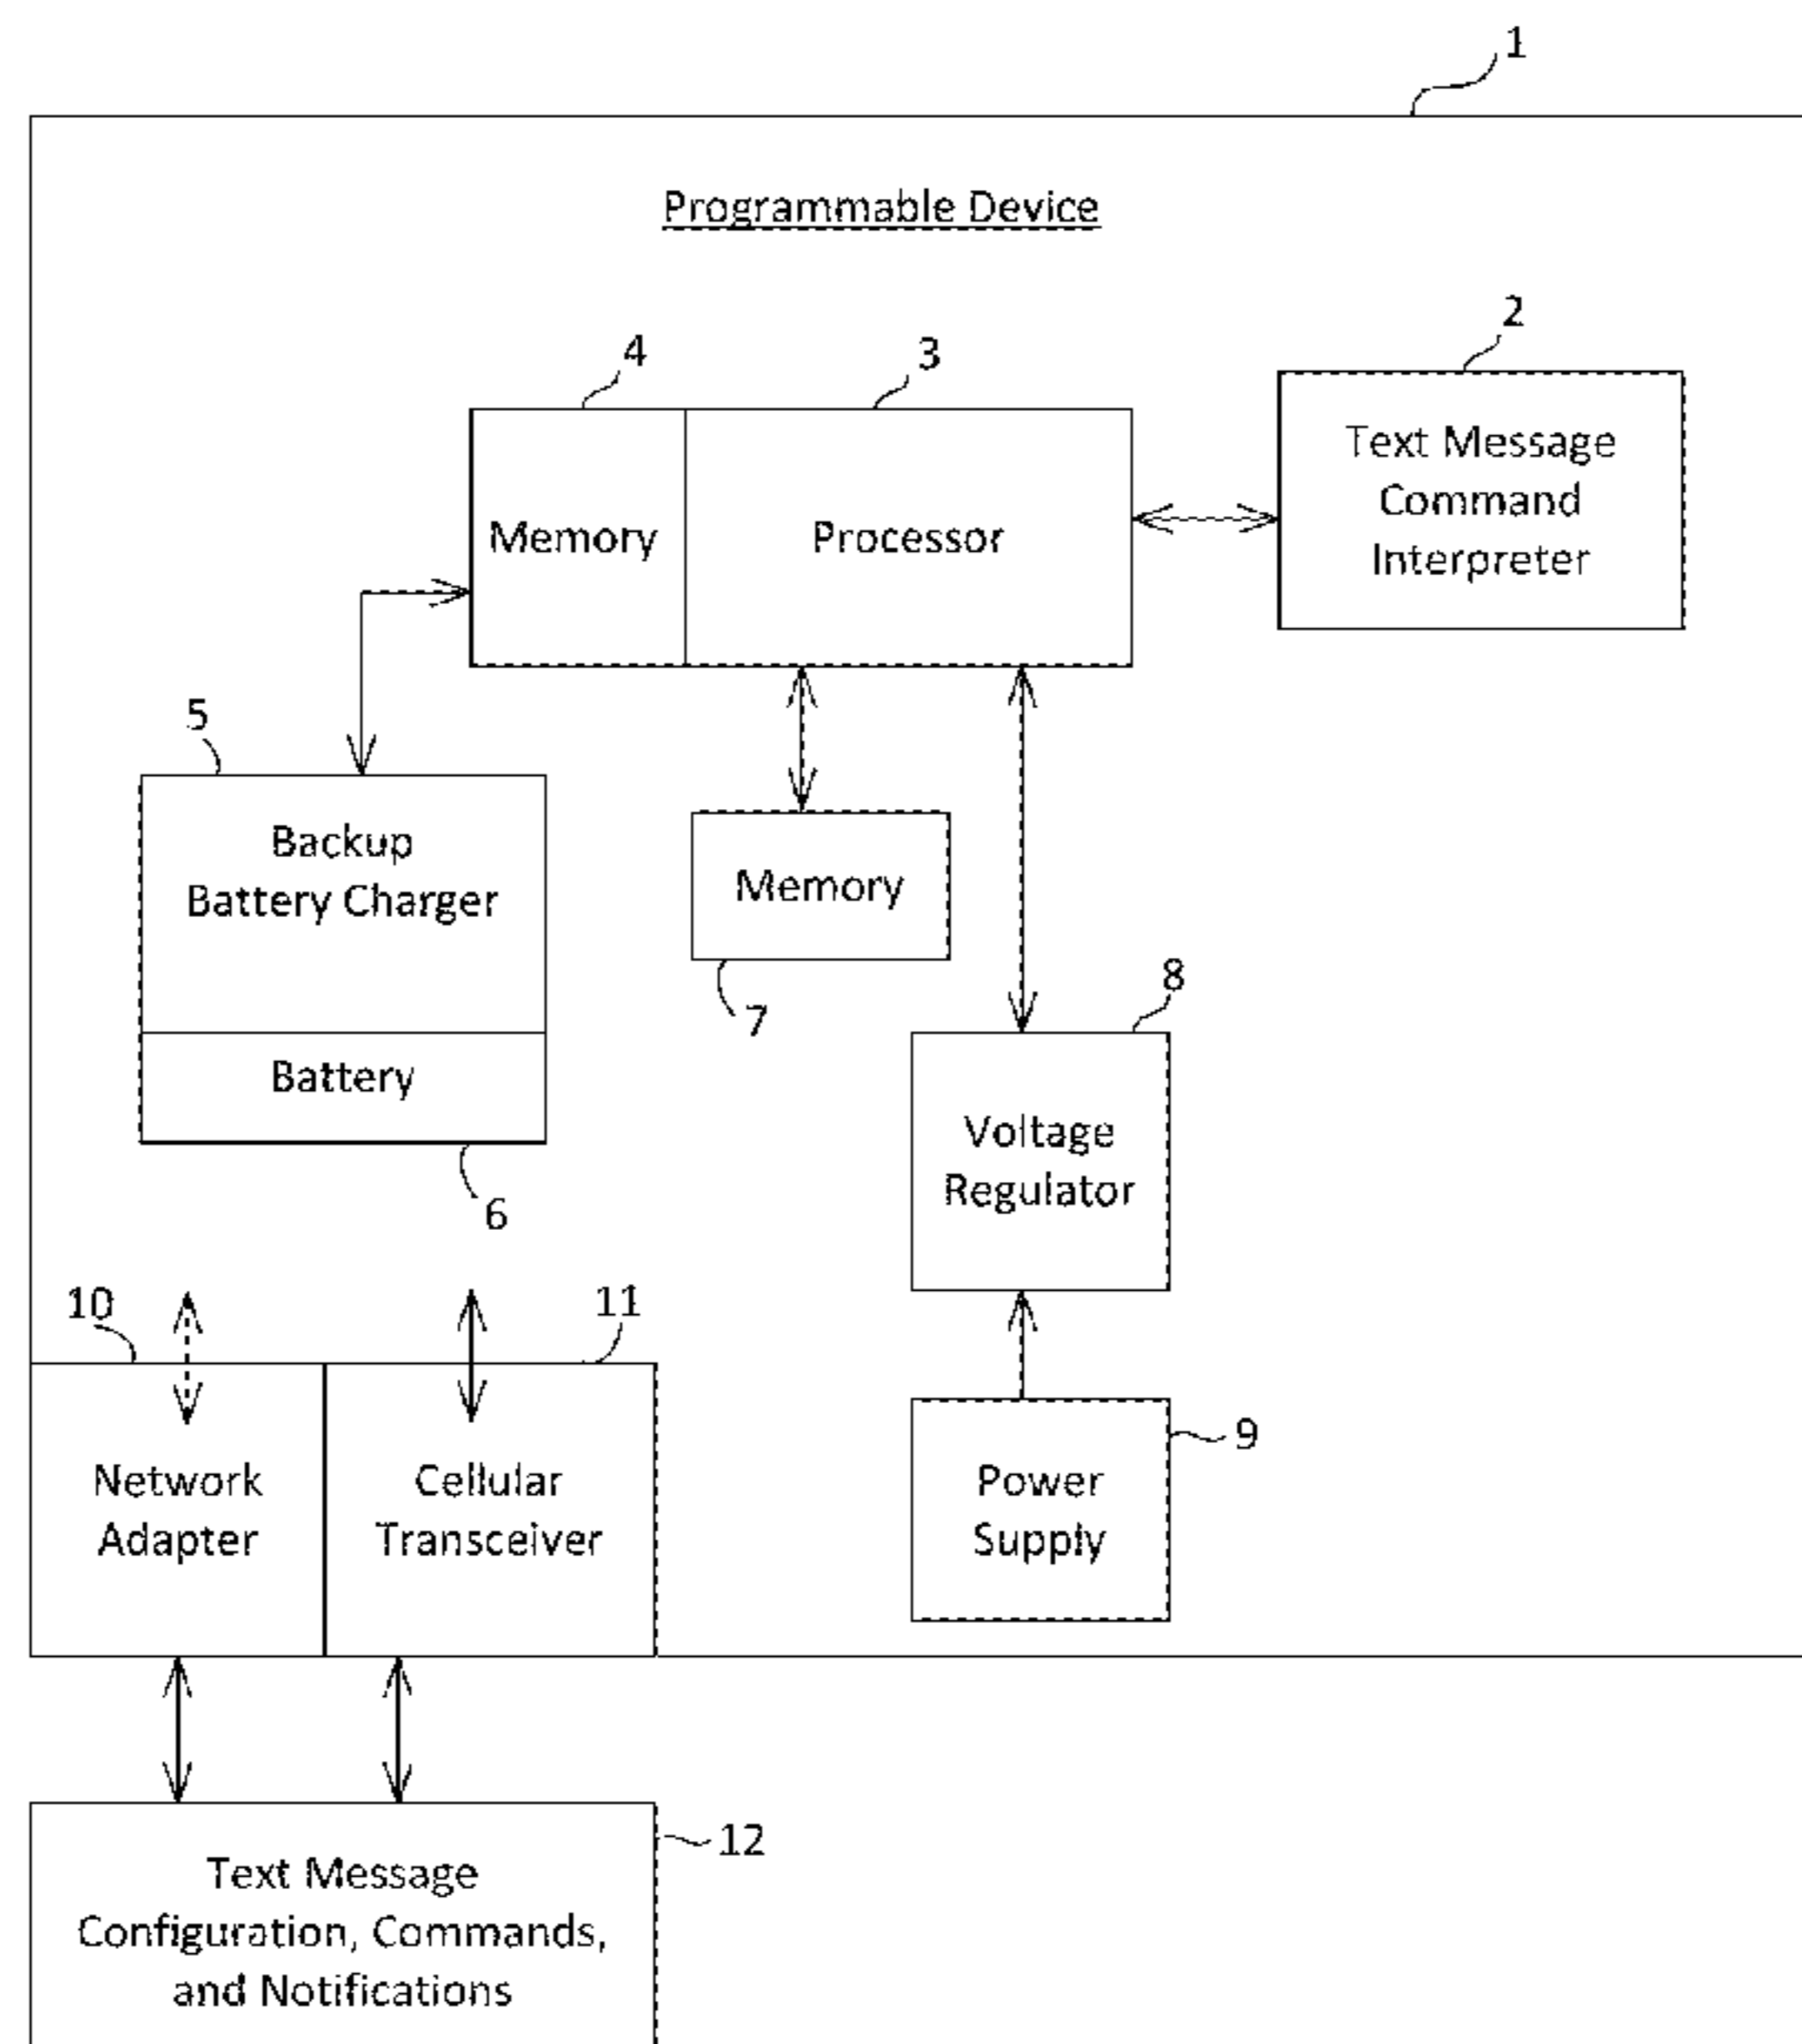 1
Programmable Device
2
4
3
Text Message
Command
Interpreter
Memory
Processor
5
Backup
Battery Charger
Memory
7
8
Battery
6
Voltage
Regulator
10
11
9
Network
Adapter
Cellular
Transceiver
Power
Supply
12
Text Message
Configuration, Commands,
and Notifications